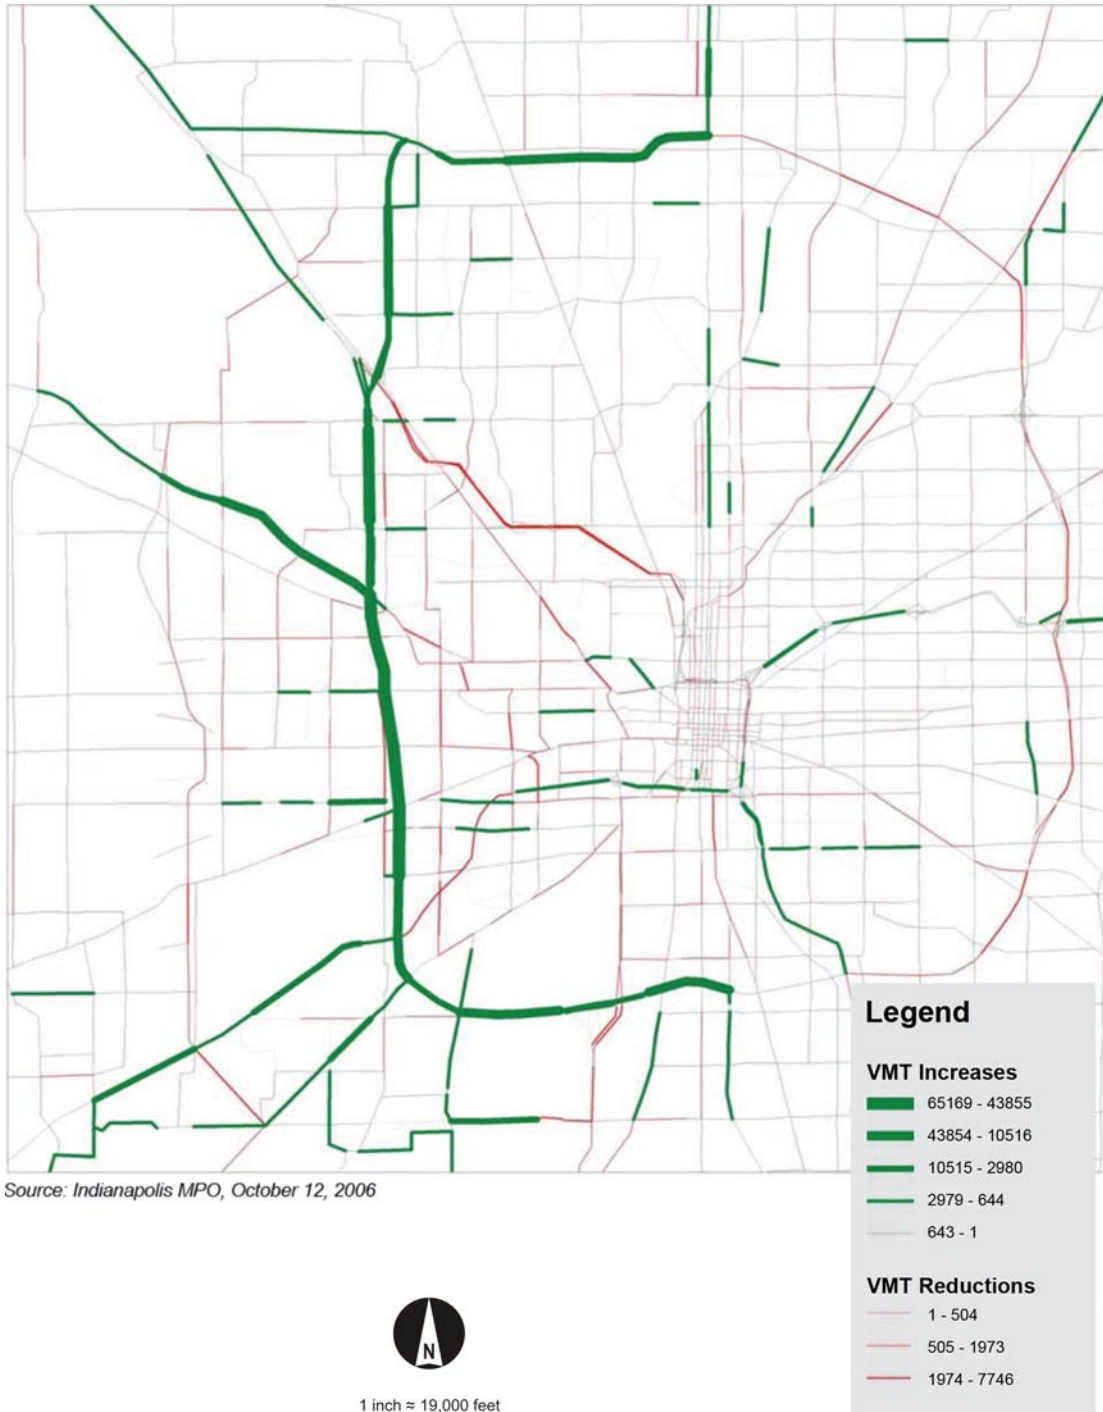 Legend
VMT Increases
65169 - 43855
43854 - 10516
10515 - 2980
2979 - 644
643 - 1
VMT Reductions
1 - 504
505 - 1973
1974 - 7746
Source: Indianapolis MPO, October 12, 2006
N
1 inch ≈ 19,000 feet